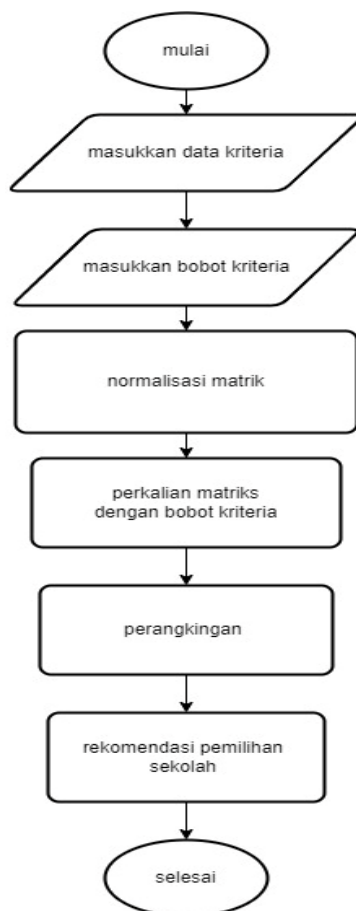 mulai
masukkan data kriteria
masukkan bobot kriteria
normalisasi matrik
perkalian matriks
dengan bobot kriteria
perangkingan
rekomendasi pemilihan
sekolah
selesai